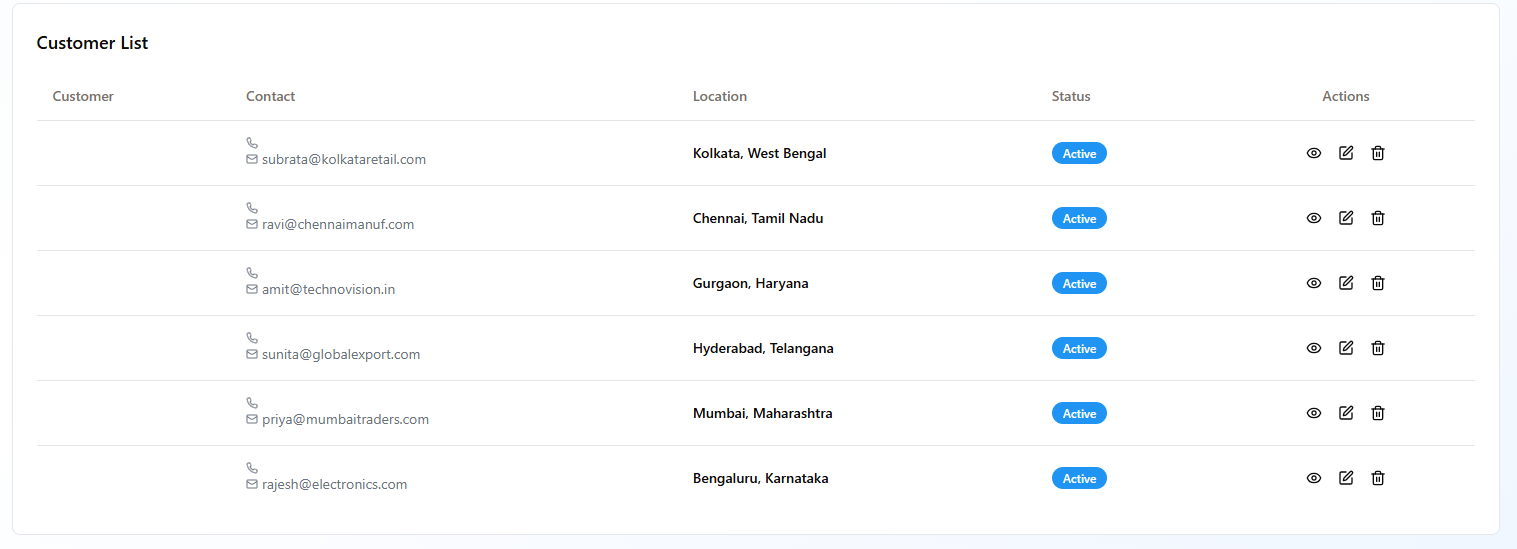 Customer List
Customer Contact Location Status Actions
subrata@kolkataretail.com Kolkata, West Bengal Active
ravi@chennaimanuf.com Chennai, Tamil Nadu Active
amit@technovision.in Gurgaon, Haryana Active
sunita@globalexport.com Hyderabad, Telangana Active
priya@mumbaitraders.com Mumbai, Maharashtra Active
rajesh@electronics.com Bengaluru, Karnataka Active